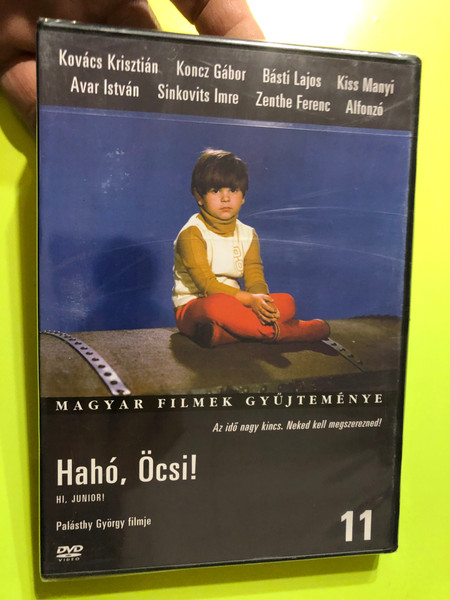 Kovács Krisztián Koncz Gábor Básti Lajos Kiss Manyi
Avar István Sinkovits Imre Zenthe Ferenc Alfonzó
MAGYAR FILMEK GYŰJTEMÉNYE
Az idő nagy kincs. Neked kell megszerezned!
Hahó, Öcsi!
HI, JUNIOR!
Palásthy György filmje
11
DVD
VIDEO